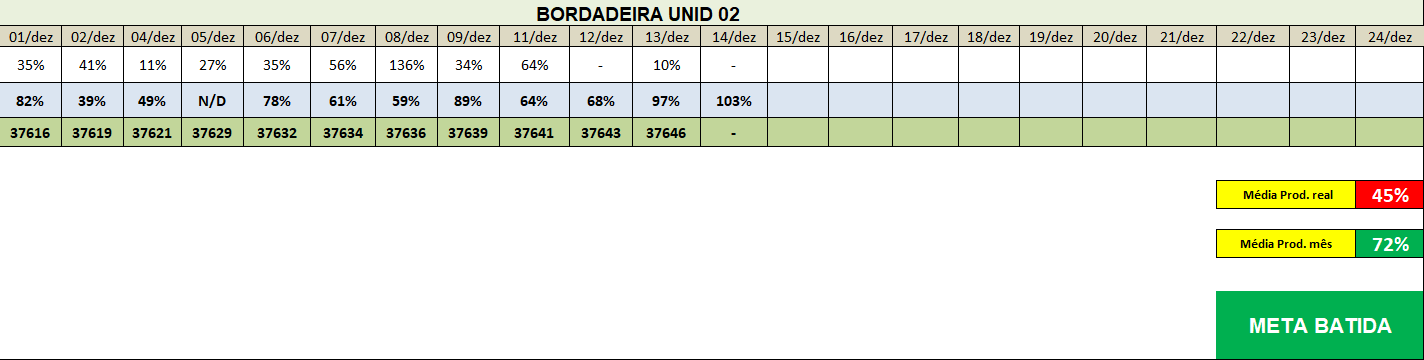 BORDADEIRA UNID 02
01/dez 02/dez 04/dez 05/dez 06/dez 07/dez 08/dez 09/dez 11/dez 12/dez 13/dez 14/dez 15/dez 16/dez 17/dez 18/dez 19/dez 20/dez 21/dez 22/dez 23/dez 24/dez
35% 41% 11% 27% 35% 56% 136% 34% 64% - 10% -
82% 39% 49% N/D 78% 61% 59% 89% 64% 68% 97% 103%
37616 37619 37621 37629 37632 37634 37636 37639 37641 37643 37646 -
Média Prod. real 45%
Média Prod. mês 72%
META BATIDA